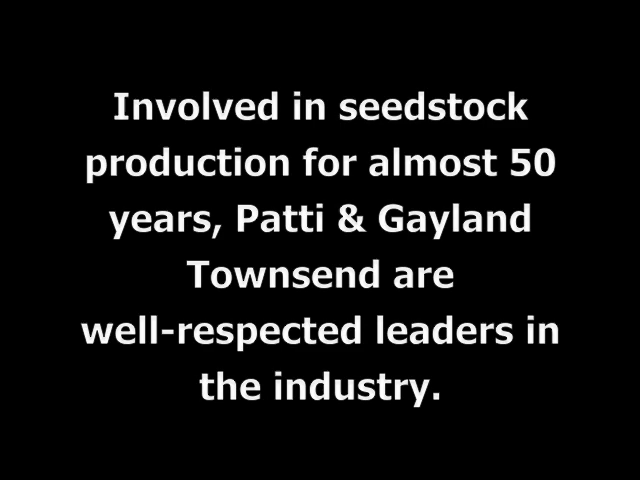 Involved in seedstock
production for almost 50
years, Patti & Gayland
Townsend are
well-respected leaders in
the industry.